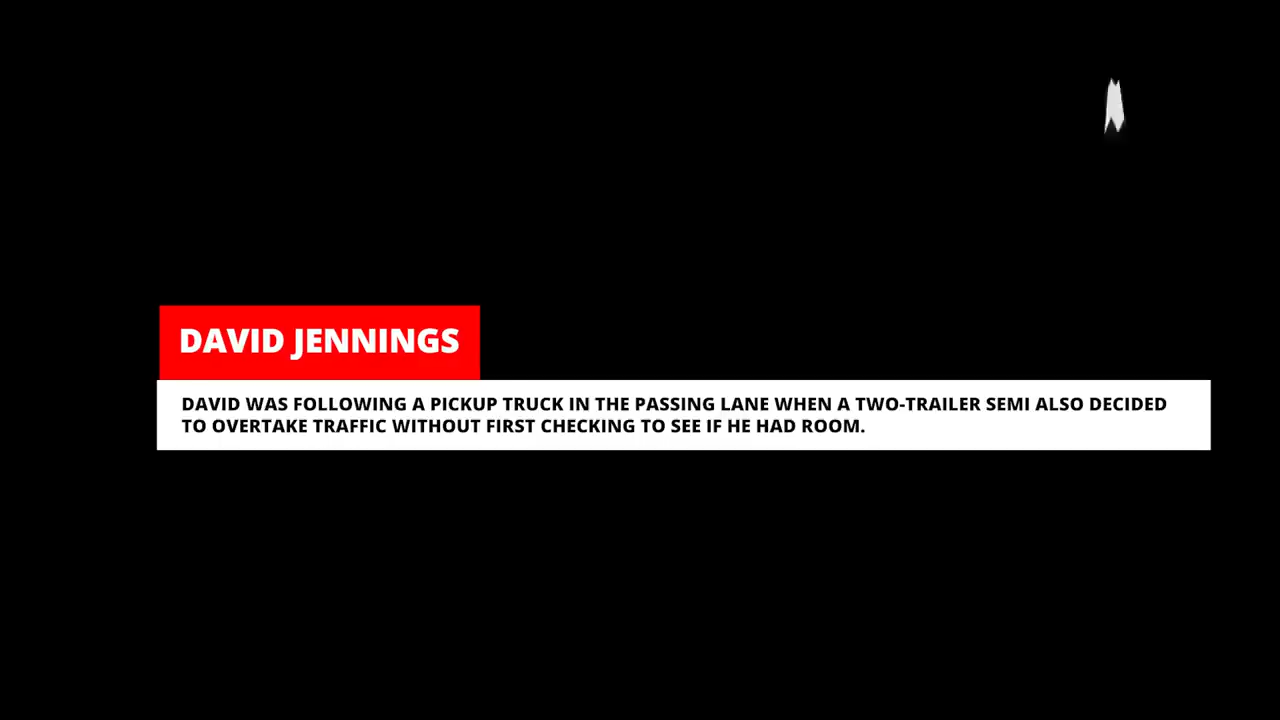 DAVID JENNINGS
DAVID WAS FOLLOWING A PICKUP TRUCK IN THE PASSING LANE WHEN A TWO-TRAILER SEMI ALSO DECIDED
TO OVERTAKE TRAFFIC WITHOUT FIRST CHECKING TO SEE IF HE HAD ROOM.